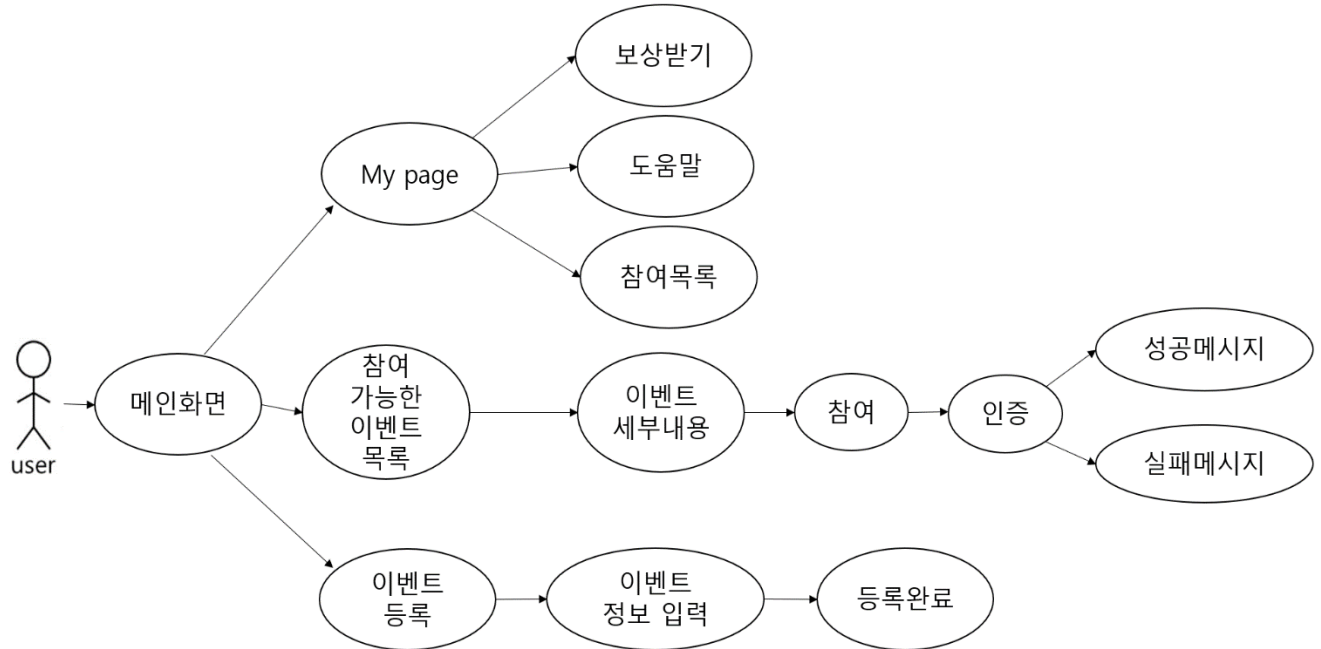 보상받기
My page
도움말
참여목록
user
메인화면
참여
가능한
이벤트
목록
이벤트
세부내용
참여
인증
성공메시지
실패메시지
이벤트
등록
이벤트
정보 입력
등록완료